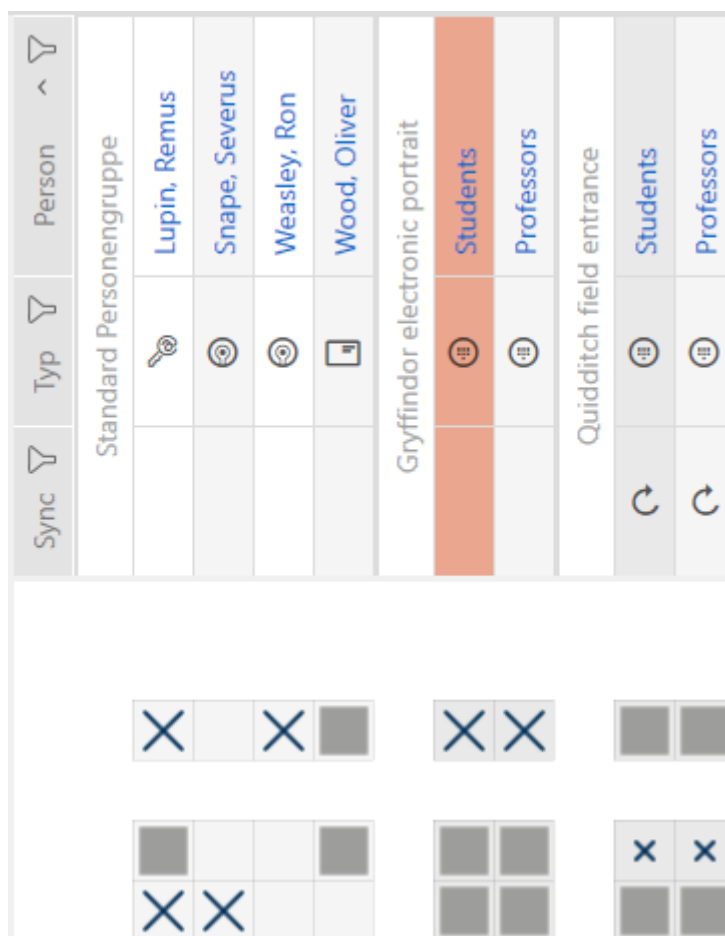 Person
Typ
Sync
Standard Personengruppe
Lupin, Remus
Snape, Severus
Weasley, Ron
Wood, Oliver
Gryffindor electronic portrait
Students
Professors
Quidditch field entrance
Students
Professors